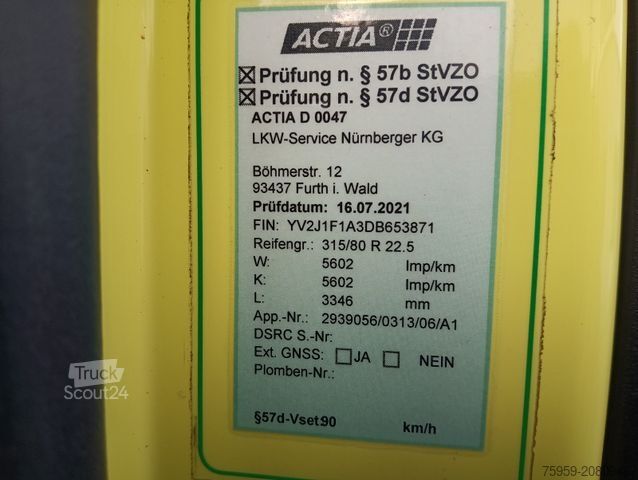 ACTIA®
☒ Prüfung n. § 57b StVZO
☒ Prüfung n. § 57d StVZO
ACTIA D 0047
LKW-Service Nürnberger KG
Böhmerstr. 12
93437 Furth i. Wald
Prüfdatum: 16.07.2021
FIN: YV2J1F1A3DB653871
Reifengr.: 315/80 R 22.5
W: 5602 Imp/km
K: 5602 Imp/km
L: 3346 mm
App.-Nr.: 2939056/0313/06/A1
DSRC S.-Nr:
Ext. GNSS: ☐ JA ☐ NEIN
Plomben-Nr.:
§57d-Vset:90 km/h
Truck
Scout24